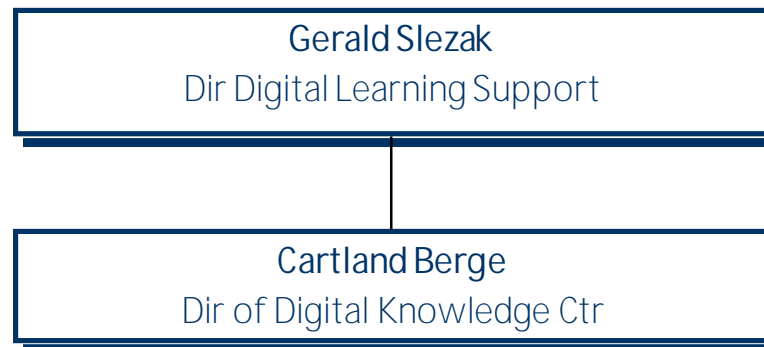 Gerald Slezak
Dir Digital Learning Support
Cartland Berge
Dir of Digital Knowledge Ctr